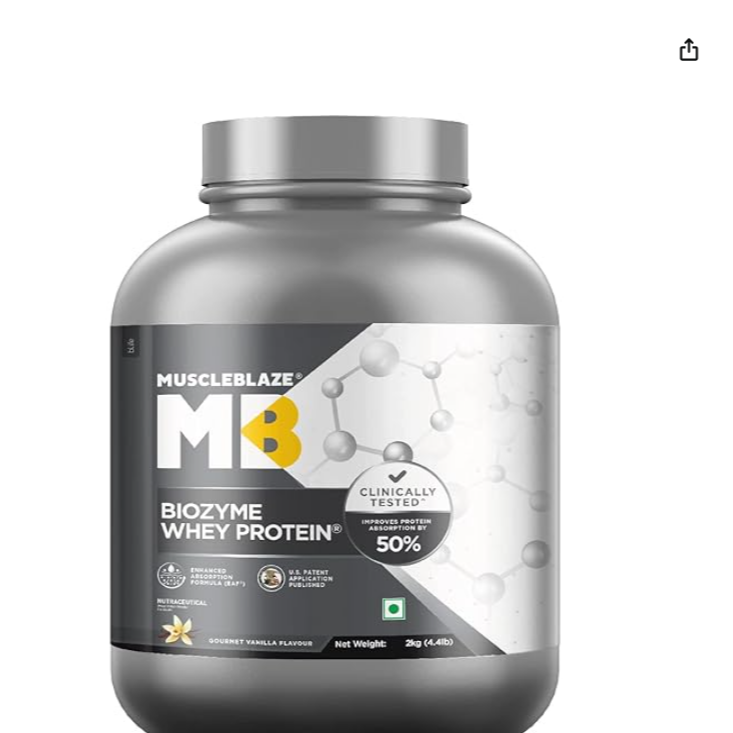 MUSCLEBLAZE®
MB
BIOZYME
WHEY PROTEIN®
CLINICALLY
TESTED
IMPROVES PROTEIN
ABSORPTION BY
50%
ENHANCED
ABSORPTION
FORMULA (EAF™)
U.S. PATENT
APPLICATION
PUBLISHED
NUTRACEUTICAL
GOURMET VANILLA FLAVOUR
Net Weight: 2kg (4.4lb)